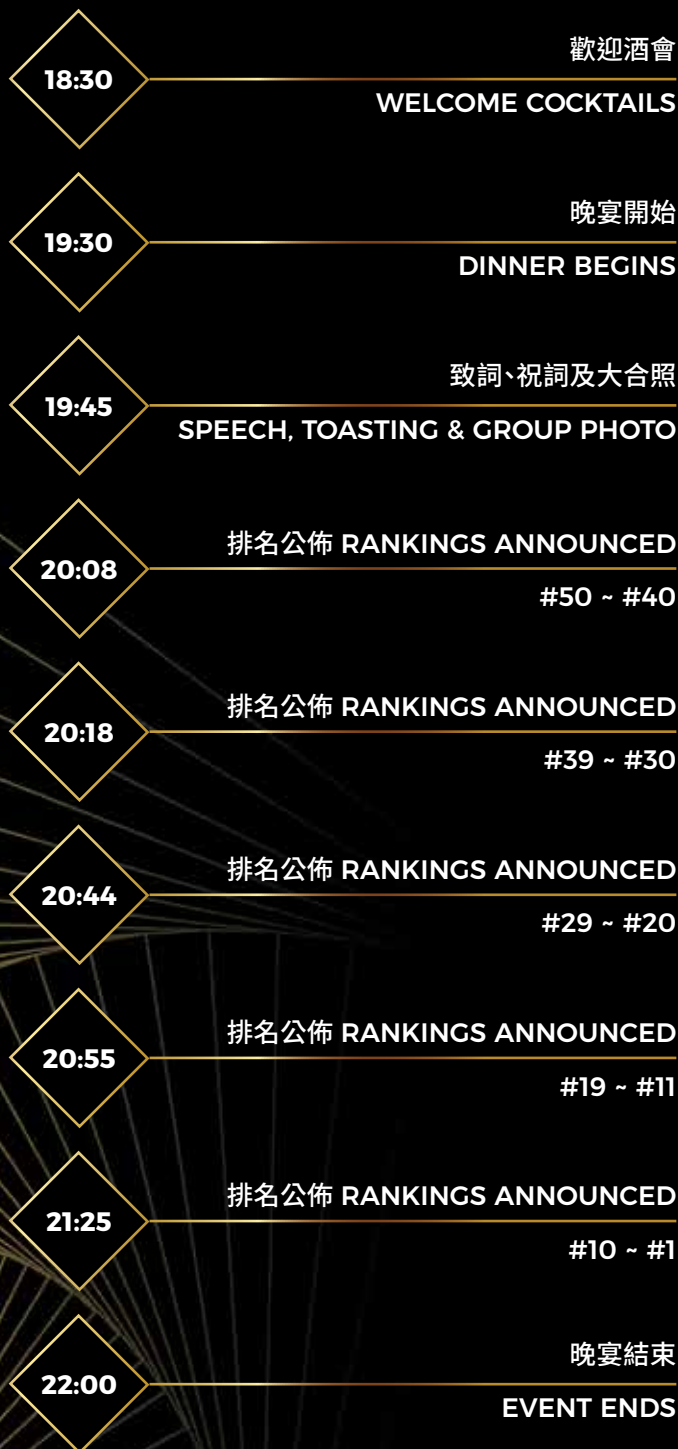 18:30
歡迎酒會
WELCOME COCKTAILS
19:30
晚宴開始
DINNER BEGINS
19:45
致詞、祝詞及大合照
SPEECH, TOASTING & GROUP PHOTO
20:08
排名公佈 RANKINGS ANNOUNCED
#50 ~ #40
20:18
排名公佈 RANKINGS ANNOUNCED
#39 ~ #30
20:44
排名公佈 RANKINGS ANNOUNCED
#29 ~ #20
20:55
排名公佈 RANKINGS ANNOUNCED
#19 ~ #11
21:25
排名公佈 RANKINGS ANNOUNCED
#10 ~ #1
22:00
晚宴結束
EVENT ENDS